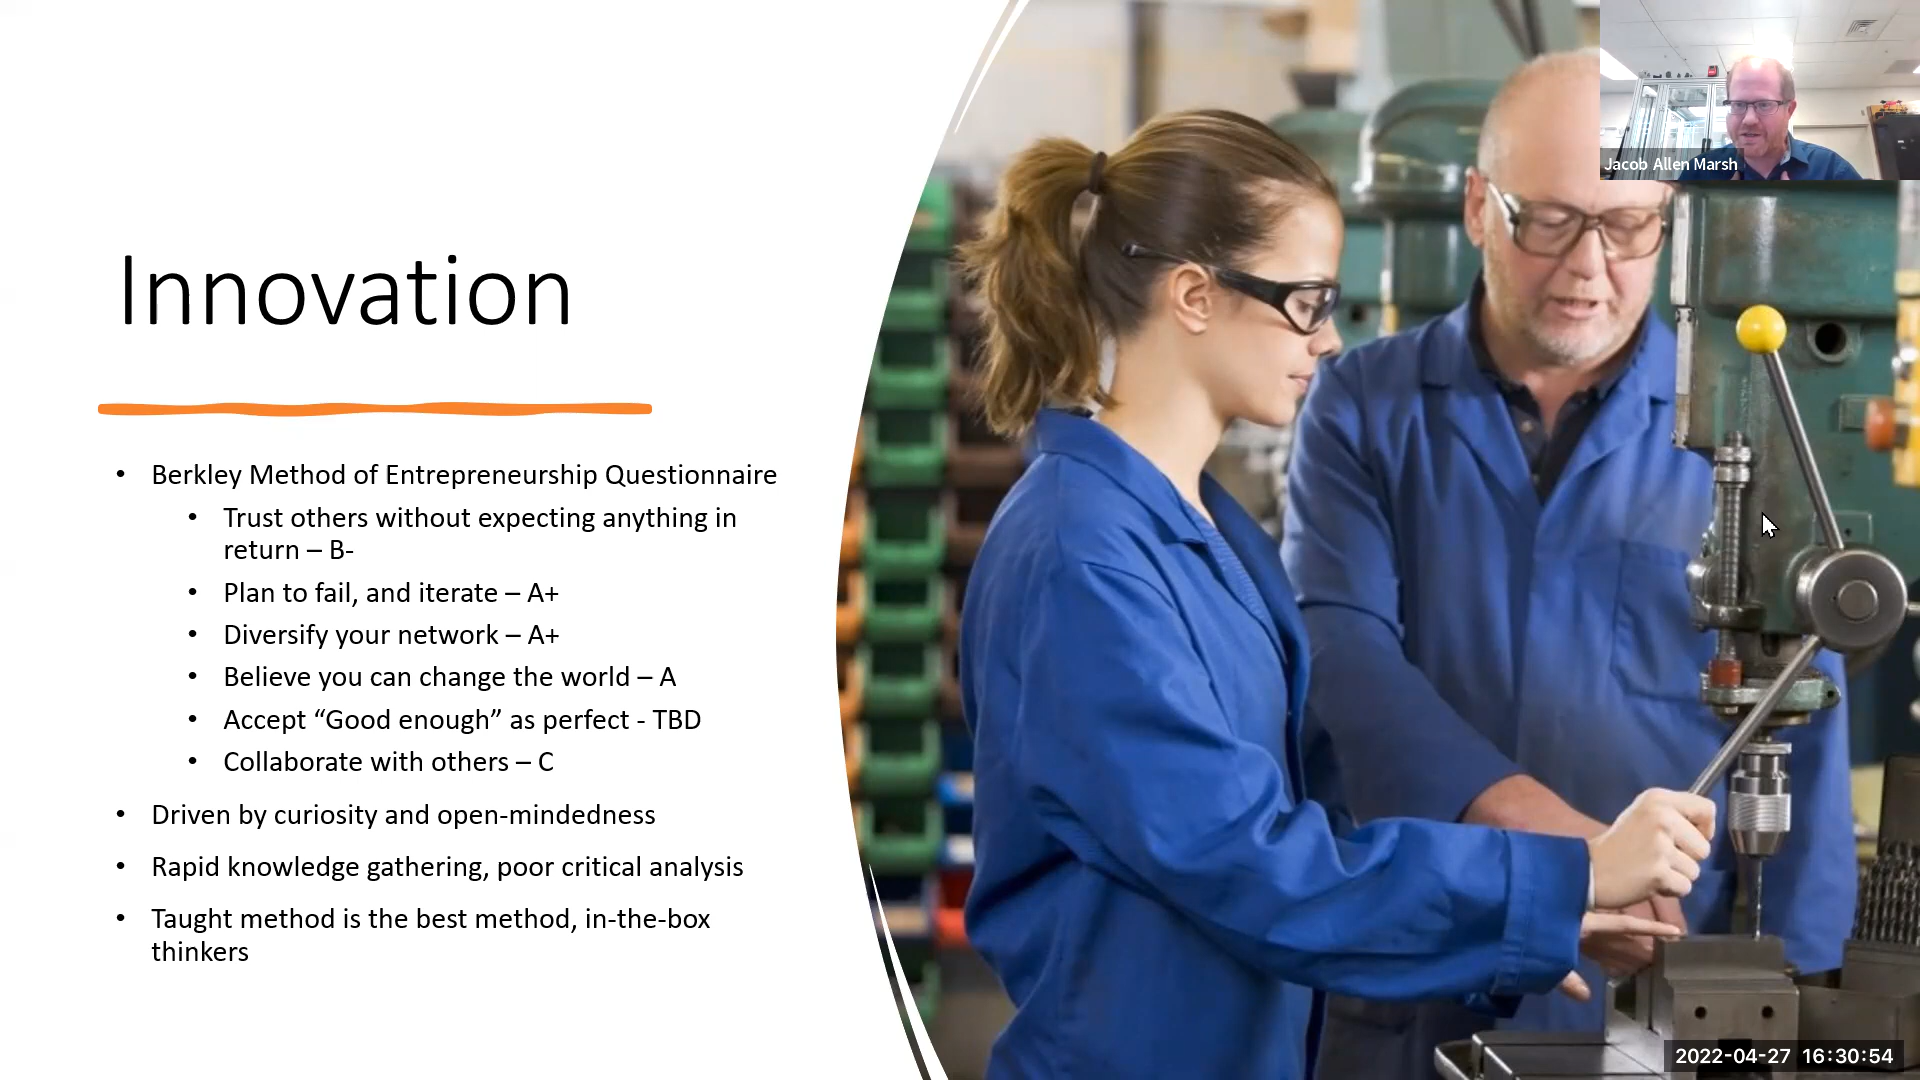 Jacob Allen Marsh
Innovation
• Berkley Method of Entrepreneurship Questionnaire
• Trust others without expecting anything in
return – B-
• Plan to fail, and iterate – A+
• Diversify your network – A+
• Believe you can change the world – A
• Accept “Good enough” as perfect - TBD
• Collaborate with others – C
• Driven by curiosity and open-mindedness
• Rapid knowledge gathering, poor critical analysis
• Taught method is the best method, in-the-box
thinkers
2022-04-27 16:30:54